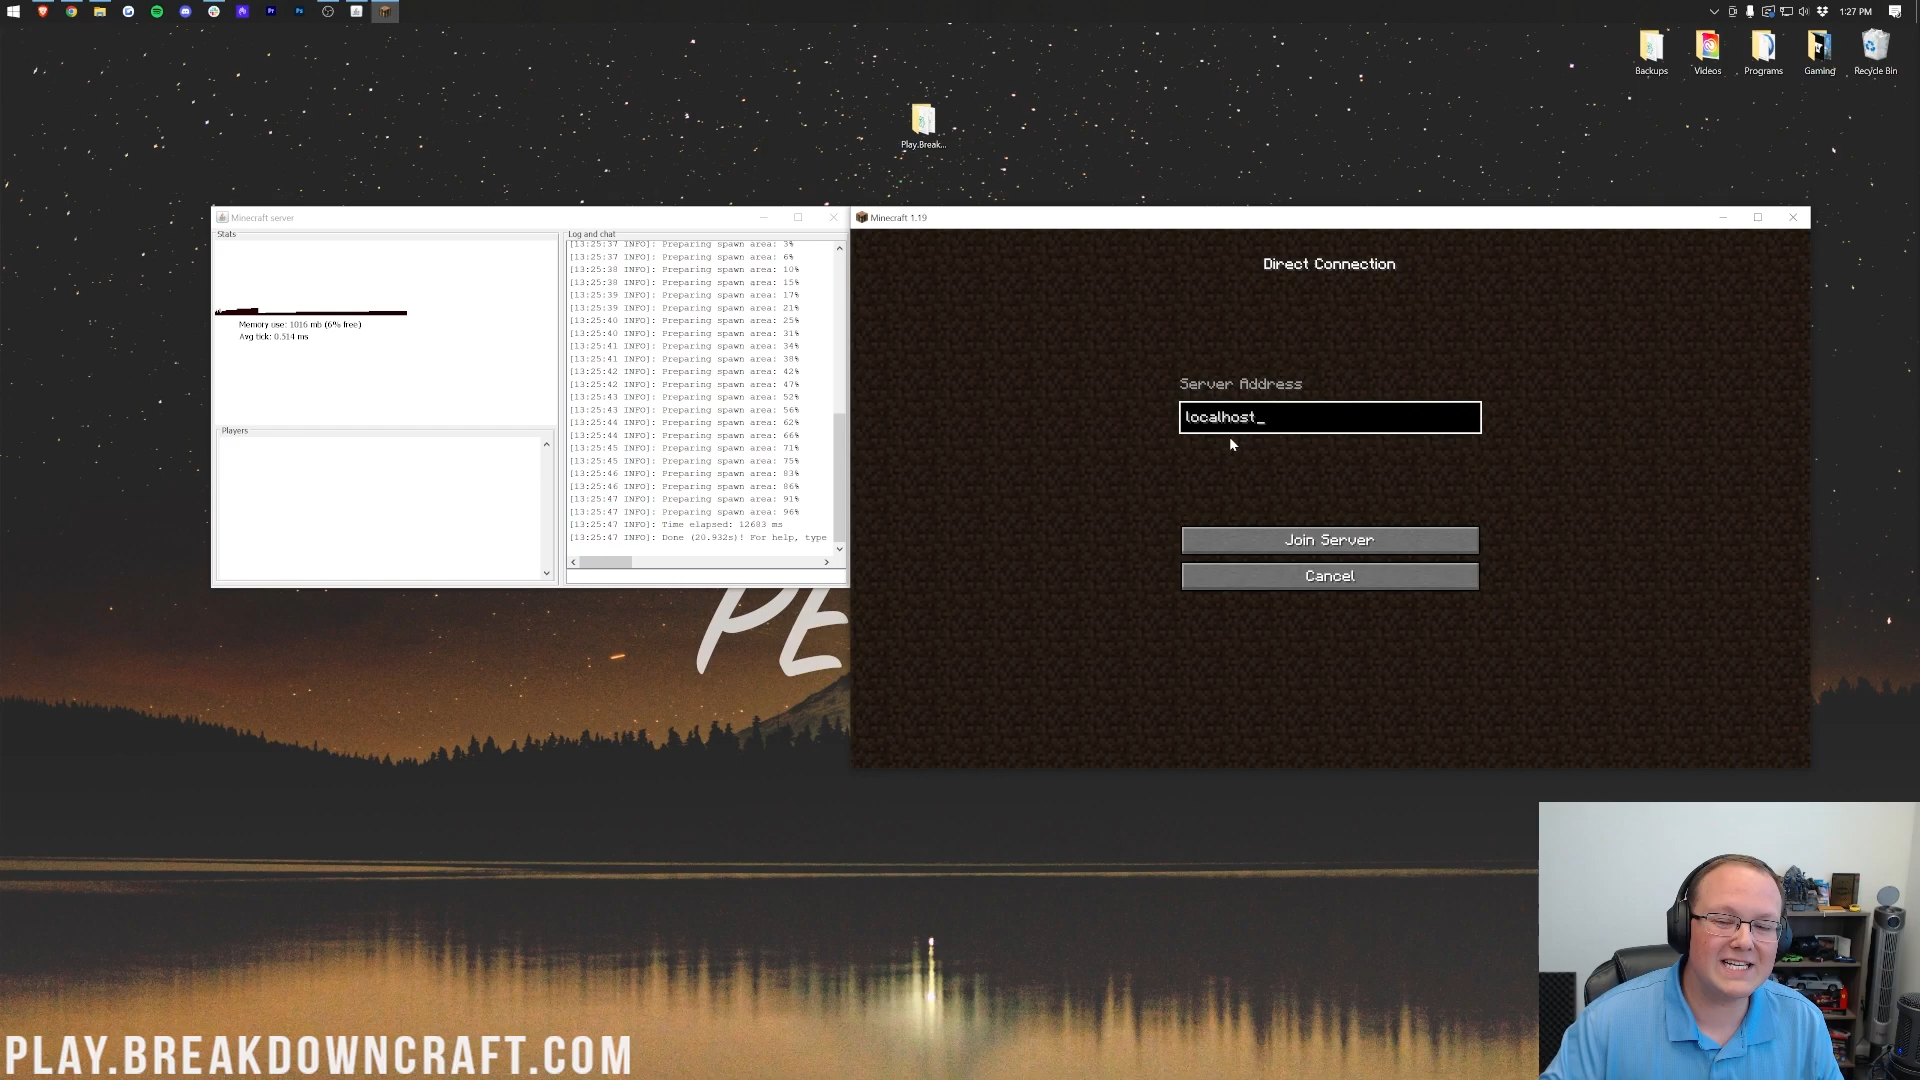 1:27 PM
Backups
Videos
Programs
Gaming
Recycle Bin
Play.Break...
Minecraft server
Stats
Memory use: 1016 mb (6% free)
Avg tick: 0.514 ms
Players
Log and chat
[13:25:37 INFO]: Preparing spawn area: 3%
[13:25:37 INFO]: Preparing spawn area: 6%
[13:25:38 INFO]: Preparing spawn area: 10%
[13:25:38 INFO]: Preparing spawn area: 15%
[13:25:39 INFO]: Preparing spawn area: 17%
[13:25:39 INFO]: Preparing spawn area: 21%
[13:25:40 INFO]: Preparing spawn area: 25%
[13:25:40 INFO]: Preparing spawn area: 31%
[13:25:41 INFO]: Preparing spawn area: 34%
[13:25:41 INFO]: Preparing spawn area: 38%
[13:25:42 INFO]: Preparing spawn area: 42%
[13:25:42 INFO]: Preparing spawn area: 47%
[13:25:43 INFO]: Preparing spawn area: 52%
[13:25:43 INFO]: Preparing spawn area: 56%
[13:25:44 INFO]: Preparing spawn area: 62%
[13:25:44 INFO]: Preparing spawn area: 66%
[13:25:45 INFO]: Preparing spawn area: 71%
[13:25:45 INFO]: Preparing spawn area: 75%
[13:25:46 INFO]: Preparing spawn area: 83%
[13:25:46 INFO]: Preparing spawn area: 86%
[13:25:47 INFO]: Preparing spawn area: 91%
[13:25:47 INFO]: Preparing spawn area: 96%
[13:25:47 INFO]: Time elapsed: 12683 ms
[13:25:47 INFO]: Done (20.932s)! For help, type
Minecraft 1.19
Direct Connection
Server Address
localhost_
Join Server
Cancel
PE
PLAY.BREAKDOWNCRAFT.COM